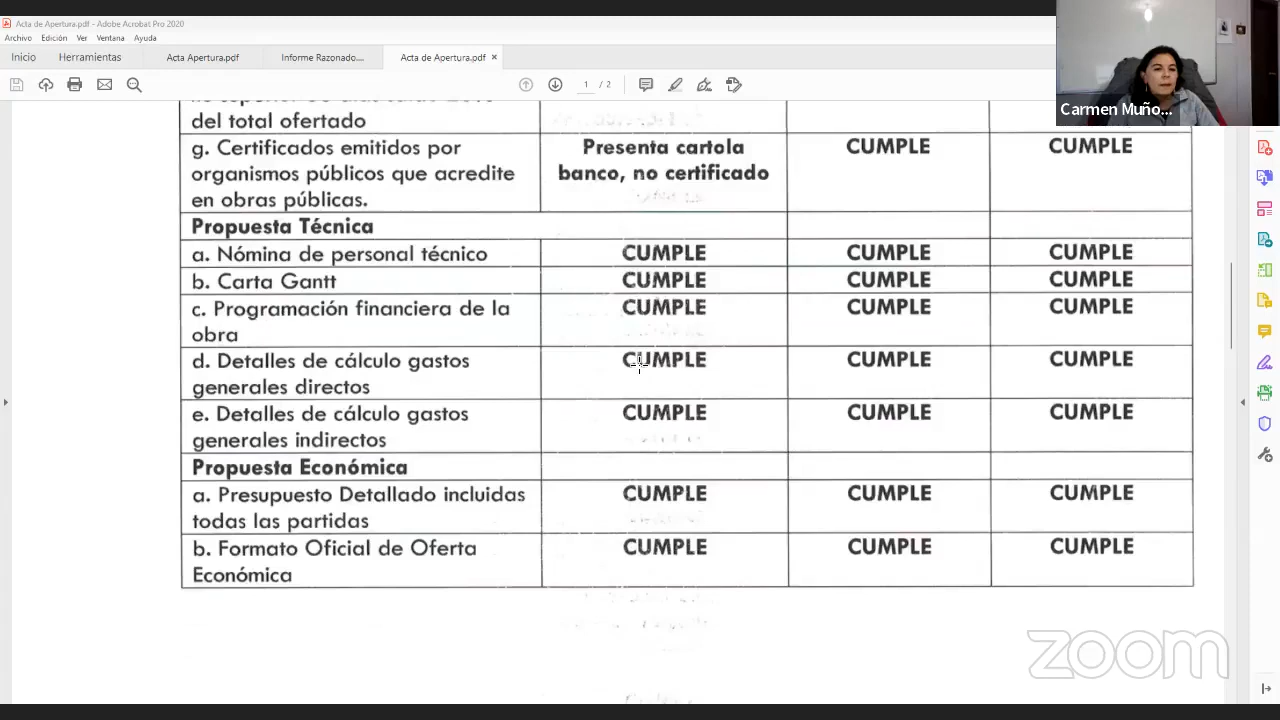 Acta de Apertura.pdf - Adobe Acrobat Pro 2020
Archivo Edición Ver Ventana Ayuda
Inicio Herramientas Acta Apertura.pdf Informe Razonado.... Acta de Apertura.pdf ×
1 / 2
Carmen Muño...
del total ofertado
g. Certificados emitidos por organismos públicos que acredite en obras públicas.
Presenta cartola banco, no certificado
CUMPLE
CUMPLE
Propuesta Técnica
a. Nómina de personal técnico CUMPLE CUMPLE CUMPLE
b. Carta Gantt CUMPLE CUMPLE CUMPLE
c. Programación financiera de la obra CUMPLE CUMPLE CUMPLE
d. Detalles de cálculo gastos generales directos CUMPLE CUMPLE CUMPLE
e. Detalles de cálculo gastos generales indirectos CUMPLE CUMPLE CUMPLE
Propuesta Económica
a. Presupuesto Detallado incluidas todas las partidas CUMPLE CUMPLE CUMPLE
b. Formato Oficial de Oferta Económica CUMPLE CUMPLE CUMPLE
zoom